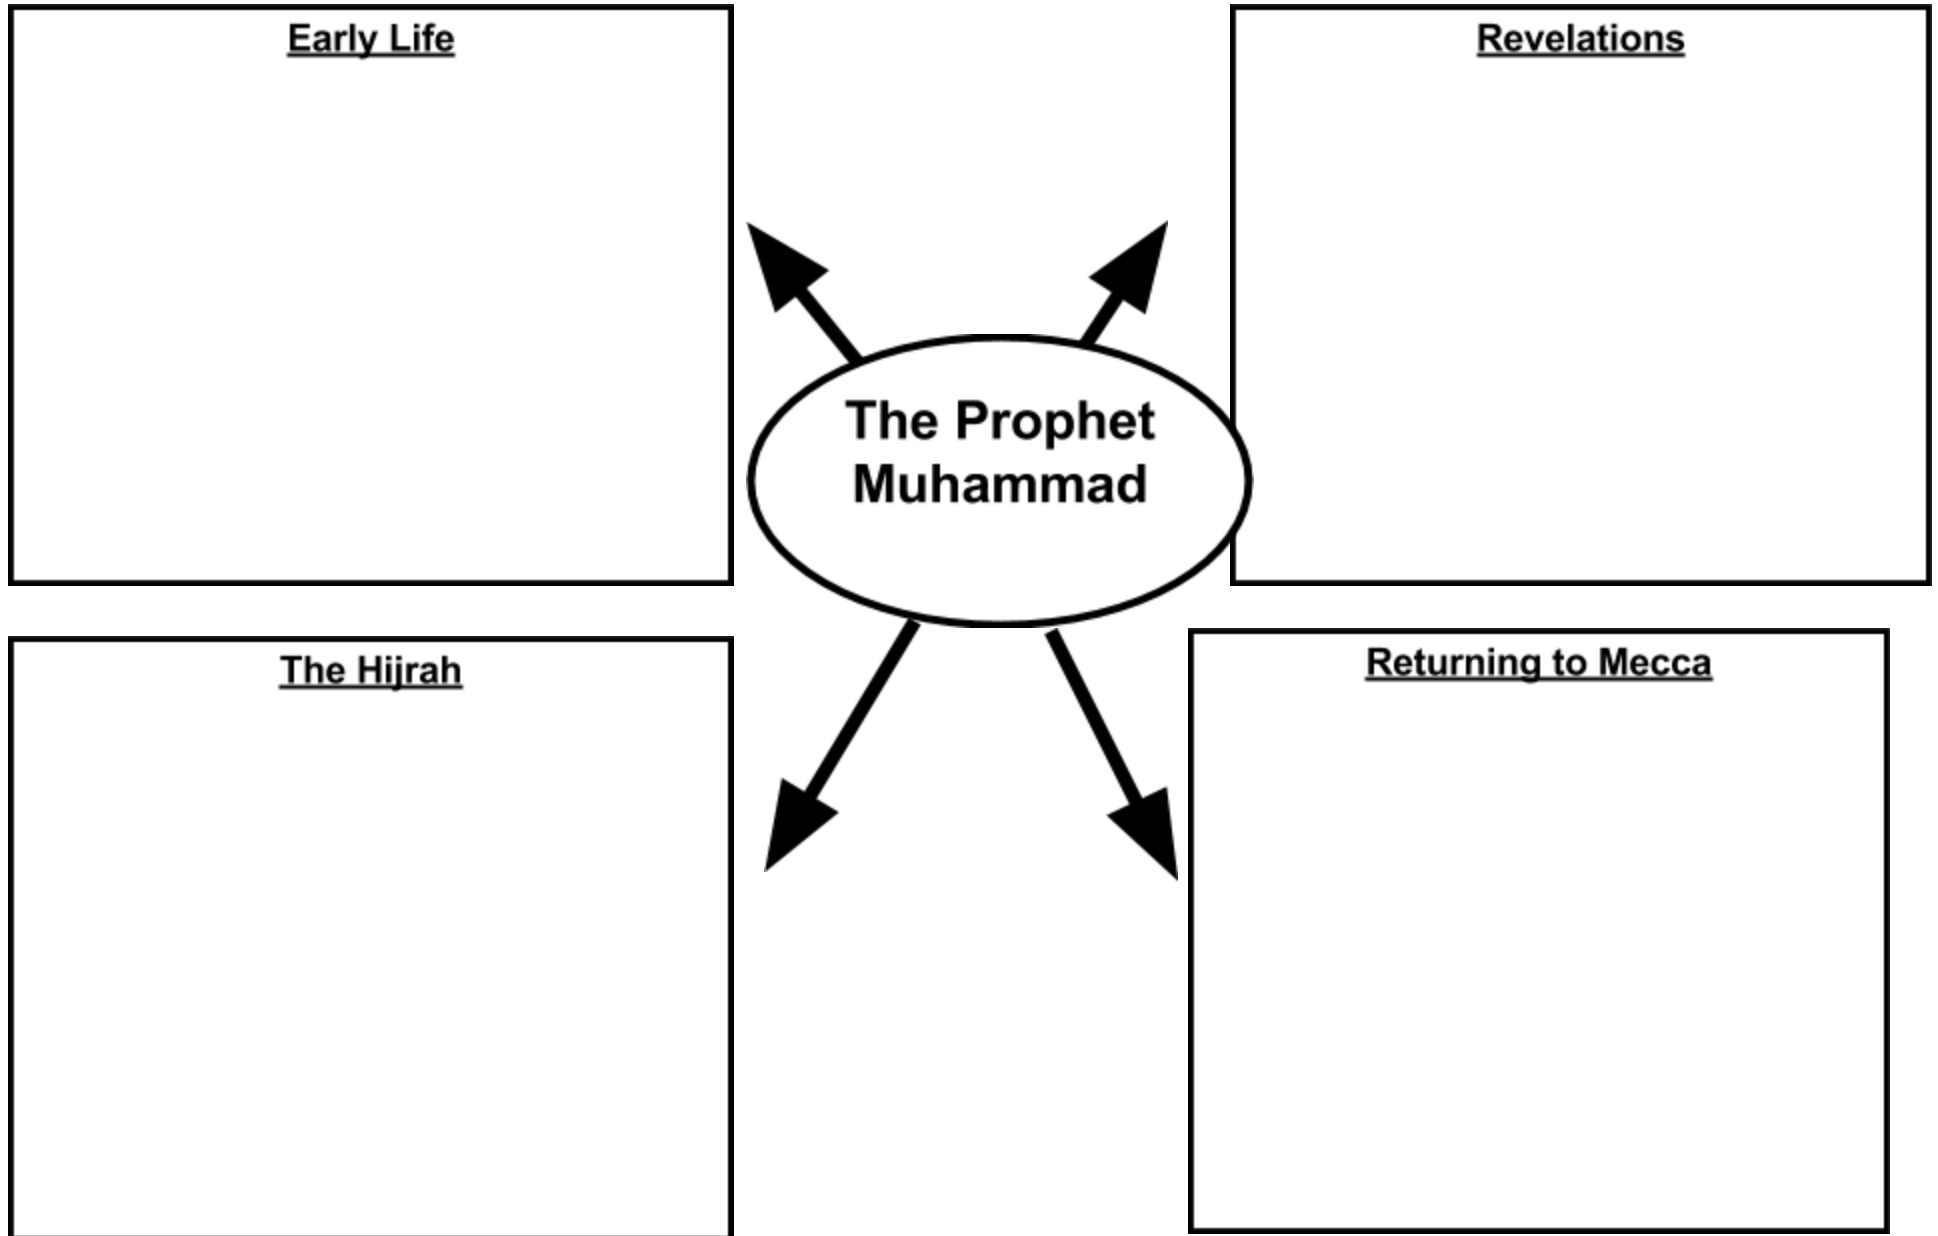 Early Life
Revelations
The Prophet
Muhammad
The Hijrah
Returning to Mecca